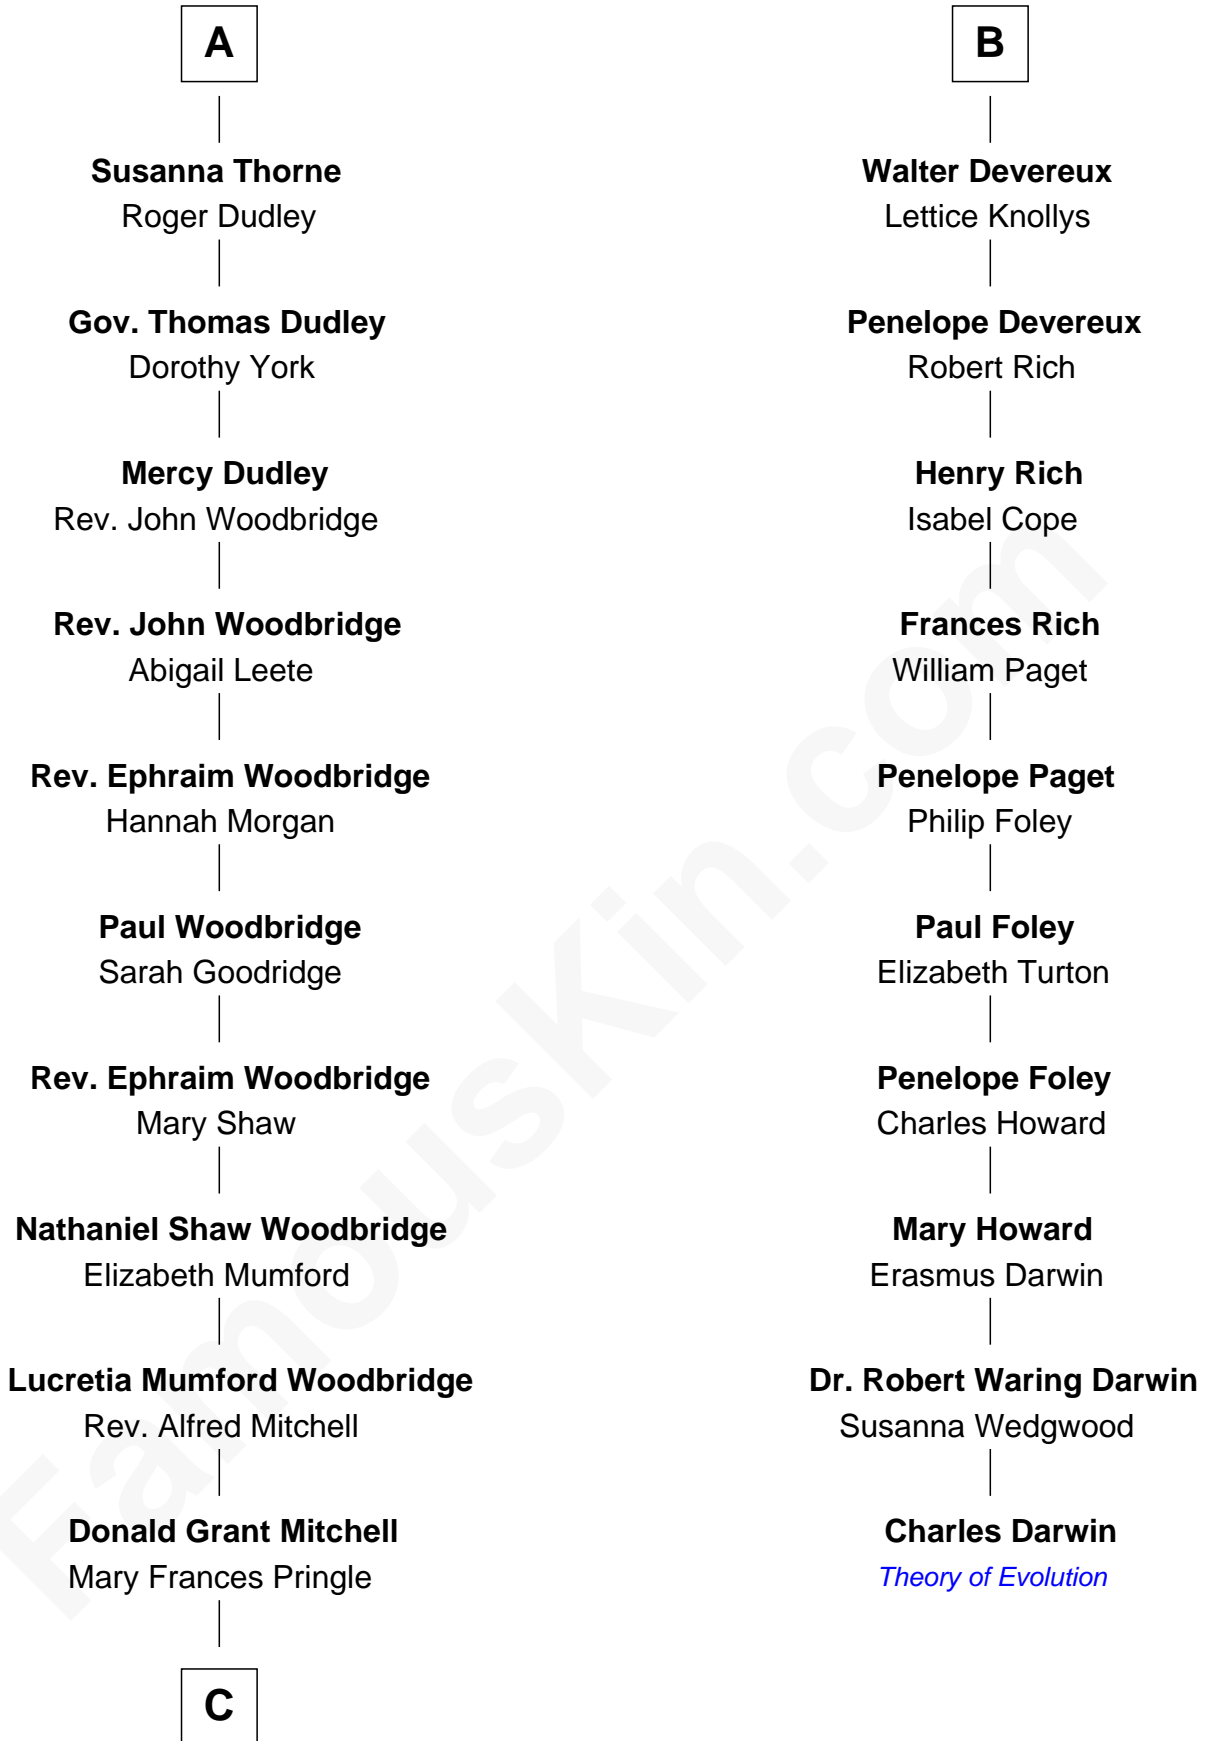 A
Susanna Thorne
Roger Dudley
Gov. Thomas Dudley
Dorothy York
Mercy Dudley
Rev. John Woodbridge
Rev. John Woodbridge
Abigail Leete
Rev. Ephraim Woodbridge
Hannah Morgan
Paul Woodbridge
Sarah Goodridge
Rev. Ephraim Woodbridge
Mary Shaw
Nathaniel Shaw Woodbridge
Elizabeth Mumford
Lucretia Mumford Woodbridge
Rev. Alfred Mitchell
Donald Grant Mitchell
Mary Frances Pringle
C
B
Walter Devereux
Lettice Knollys
Penelope Devereux
Robert Rich
Henry Rich
Isabel Cope
Frances Rich
William Paget
Penelope Paget
Philip Foley
Paul Foley
Elizabeth Turton
Penelope Foley
Charles Howard
Mary Howard
Erasmus Darwin
Dr. Robert Waring Darwin
Susanna Wedgwood
Charles Darwin
Theory of Evolution
FamousKin.com